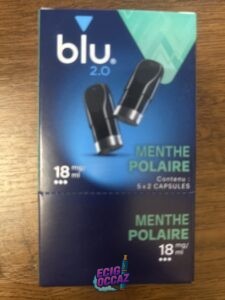 blu®
2.0
18 mg/
ml
MENTHE
POLAIRE
Contenu :
5 x 2 CAPSULES
MENTHE
POLAIRE
18 mg/
ml
ECIG
OCCAZ